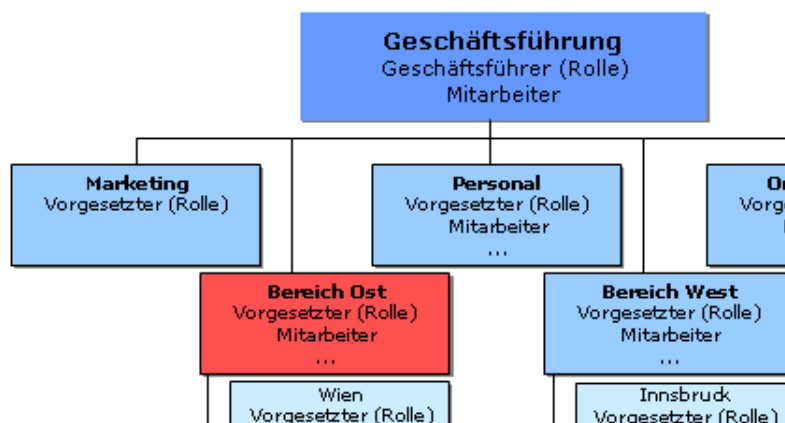 Geschäftsführung
Geschäftsführer (Rolle)
Mitarbeiter
Marketing
Vorgesetzter (Rolle)
Personal
Vorgesetzter (Rolle)
Mitarbeiter
...
Bereich Ost
Vorgesetzter (Rolle)
Mitarbeiter
...
Bereich West
Vorgesetzter (Rolle)
Mitarbeiter
...
Wien
Vorgesetzter (Rolle)
Innsbruck
Vorgesetzter (Rolle)